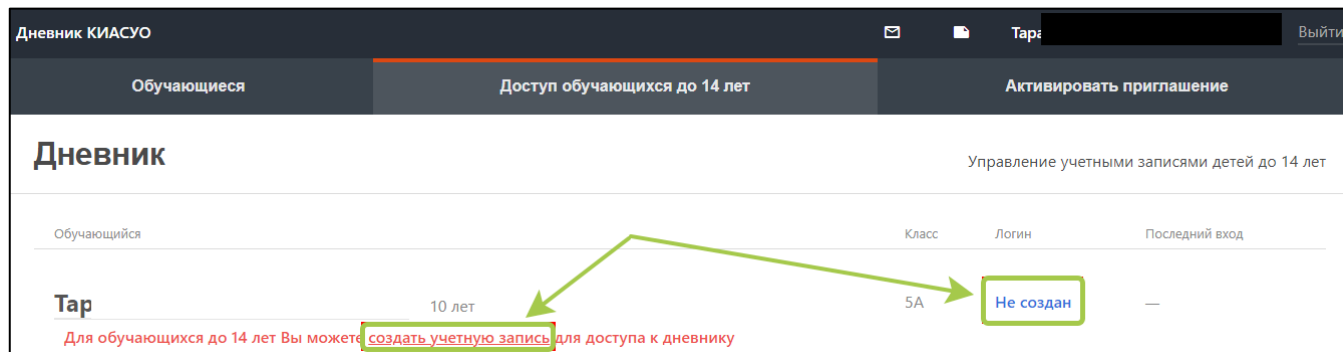 Дневник КИАСУО Тара Выйти
Обучающиеся Доступ обучающихся до 14 лет Активировать приглашение
Дневник
Управление учетными записями детей до 14 лет
Обучающийся Класс Логин Последний вход
Тар 10 лет 5А Не создан —
Для обучающихся до 14 лет Вы можете создать учетную запись для доступа к дневнику